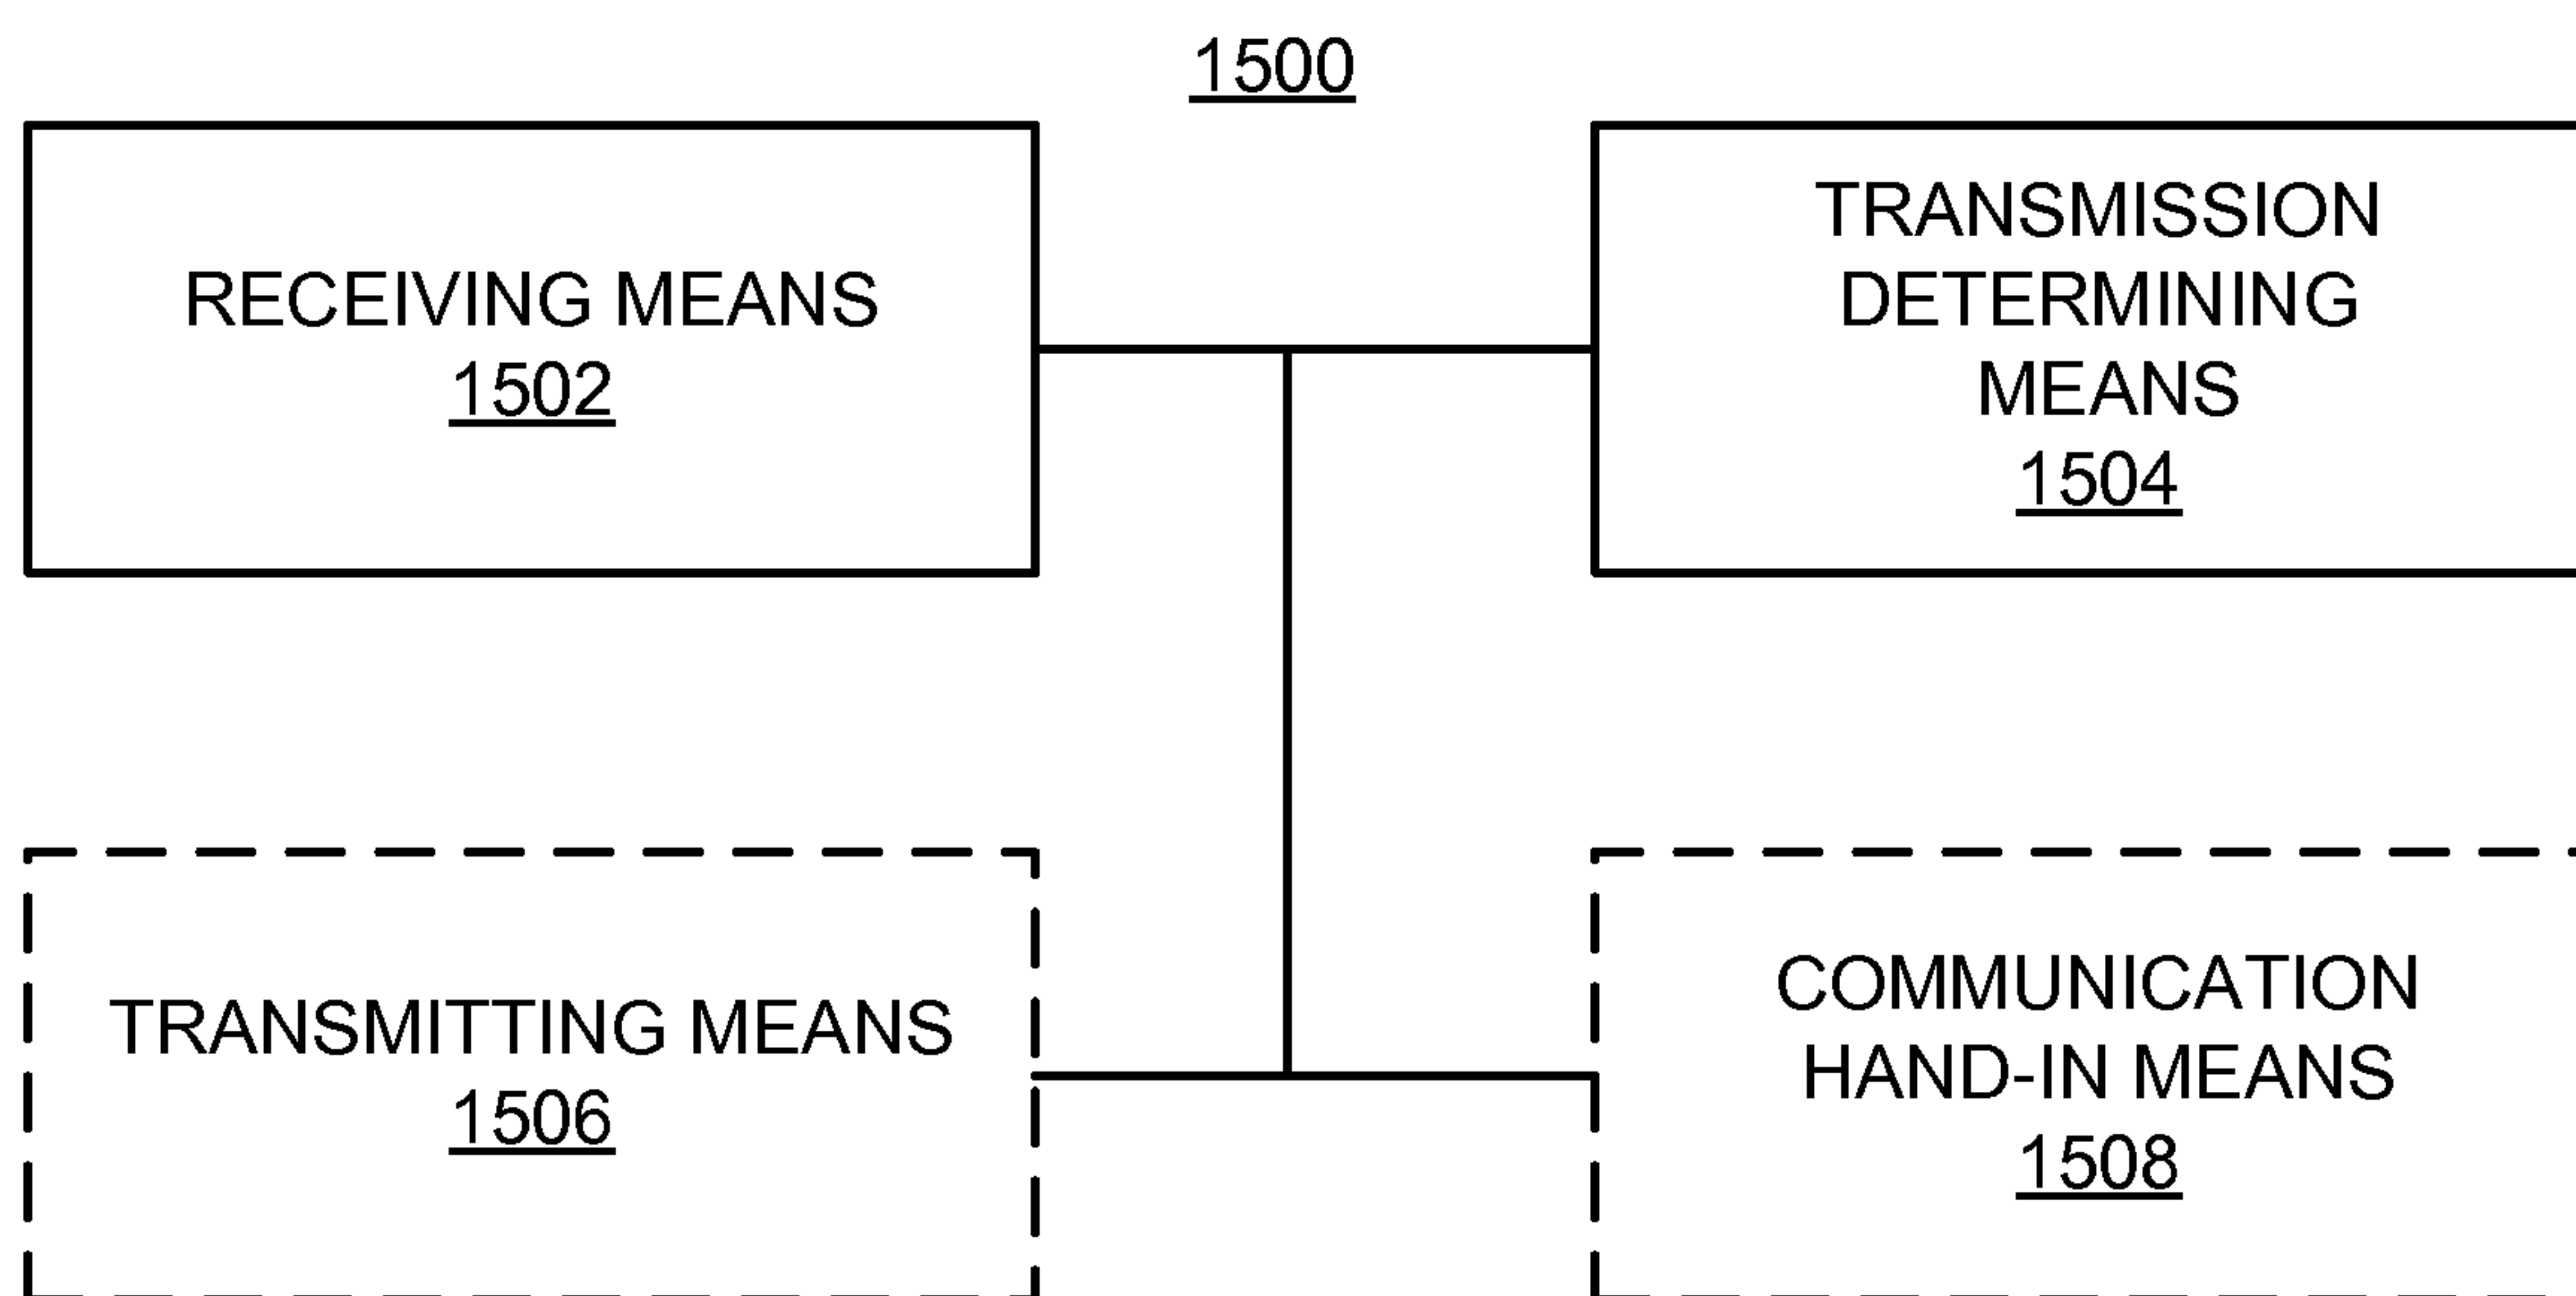 1500
RECEIVING MEANS
1502
TRANSMISSION
DETERMINING
MEANS
1504
TRANSMITTING MEANS
1506
COMMUNICATION
HAND-IN MEANS
1508